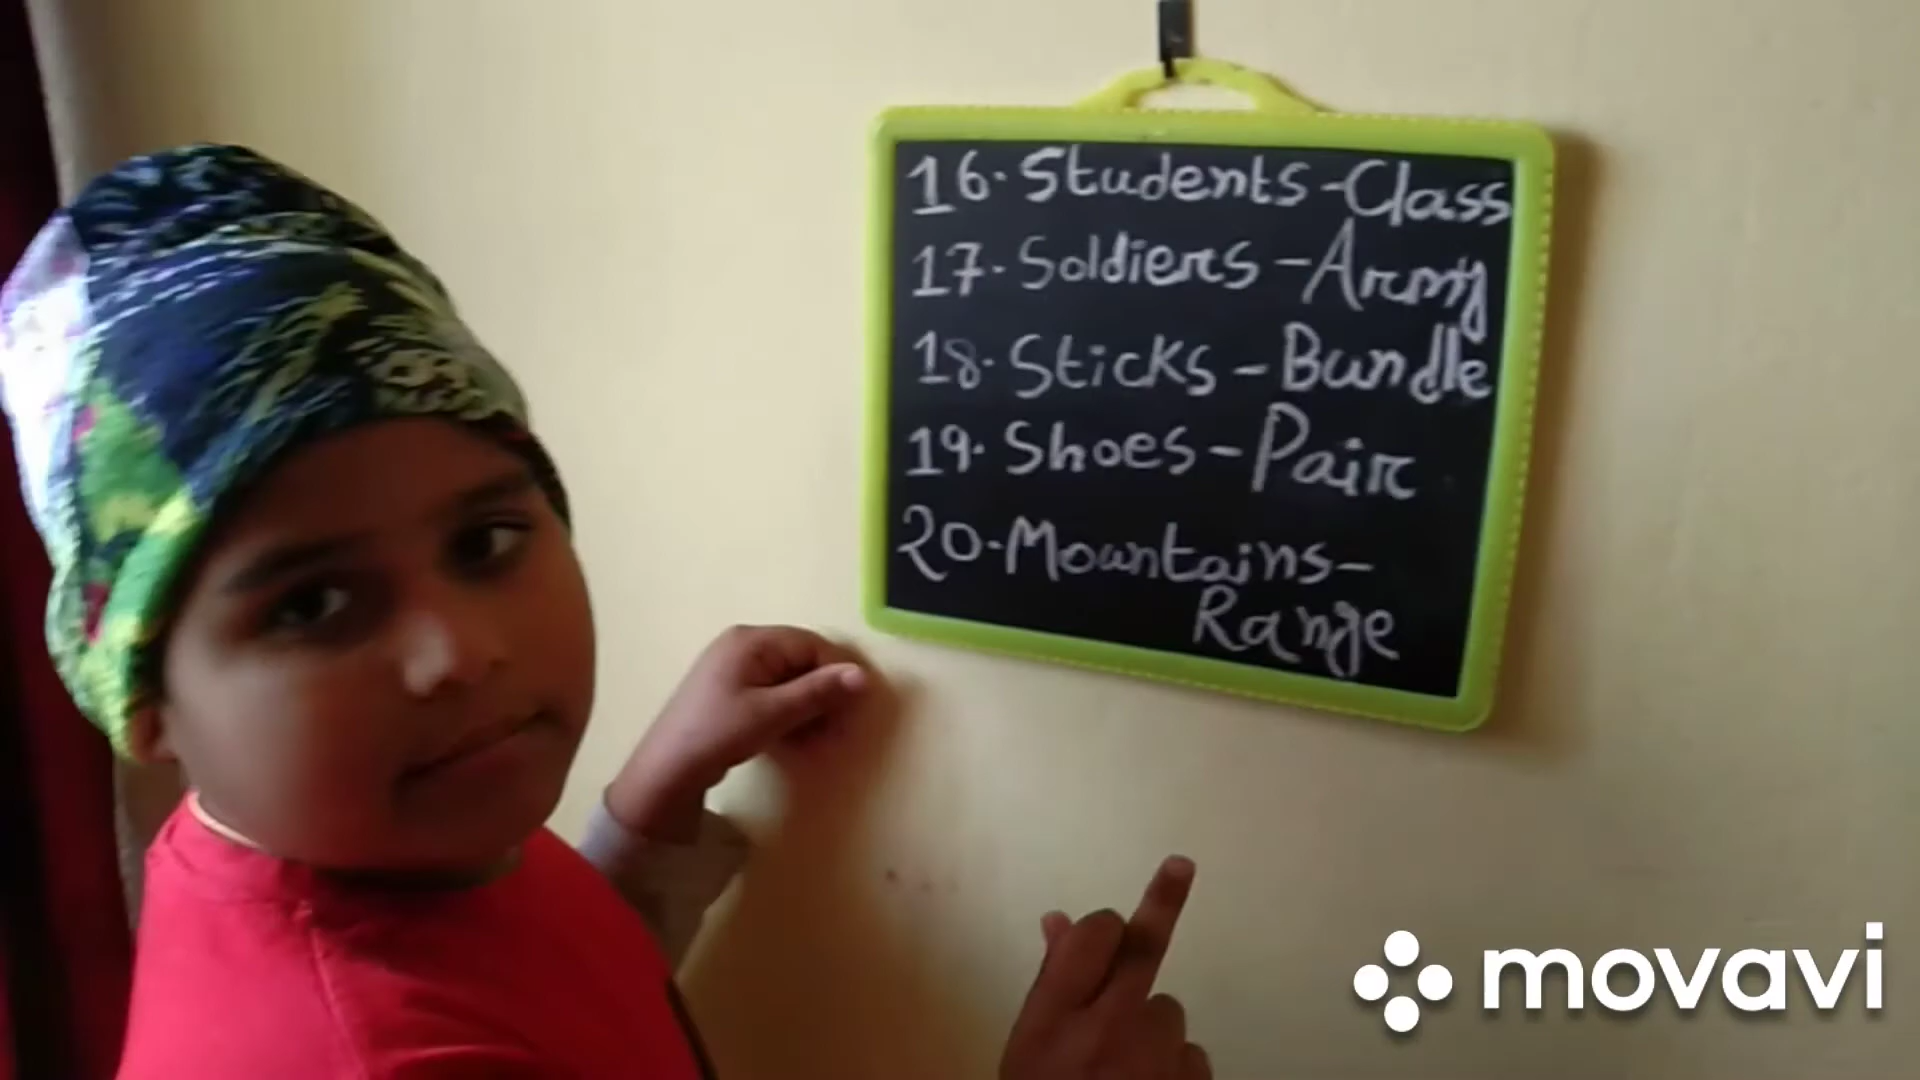 16. Students - Class
17. Soldiers - Army
18. Sticks - Bundle
19. Shoes - Pair
20. Mountains -
Range
movavi